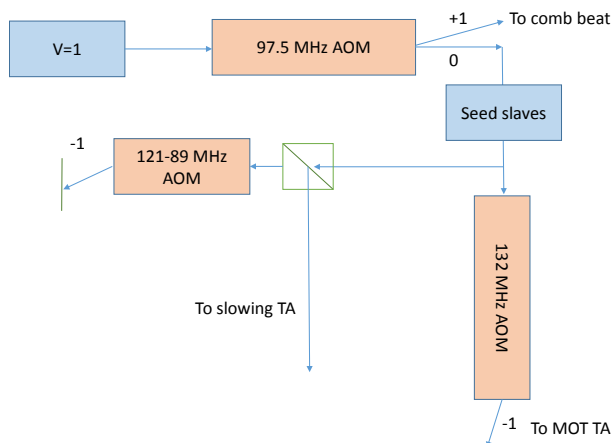 +1
To comb beat
V=1
97.5 MHz AOM
0
Seed slaves
-1
121-89 MHz
AOM
132 MHz AOM
To slowing TA
-1
To MOT TA